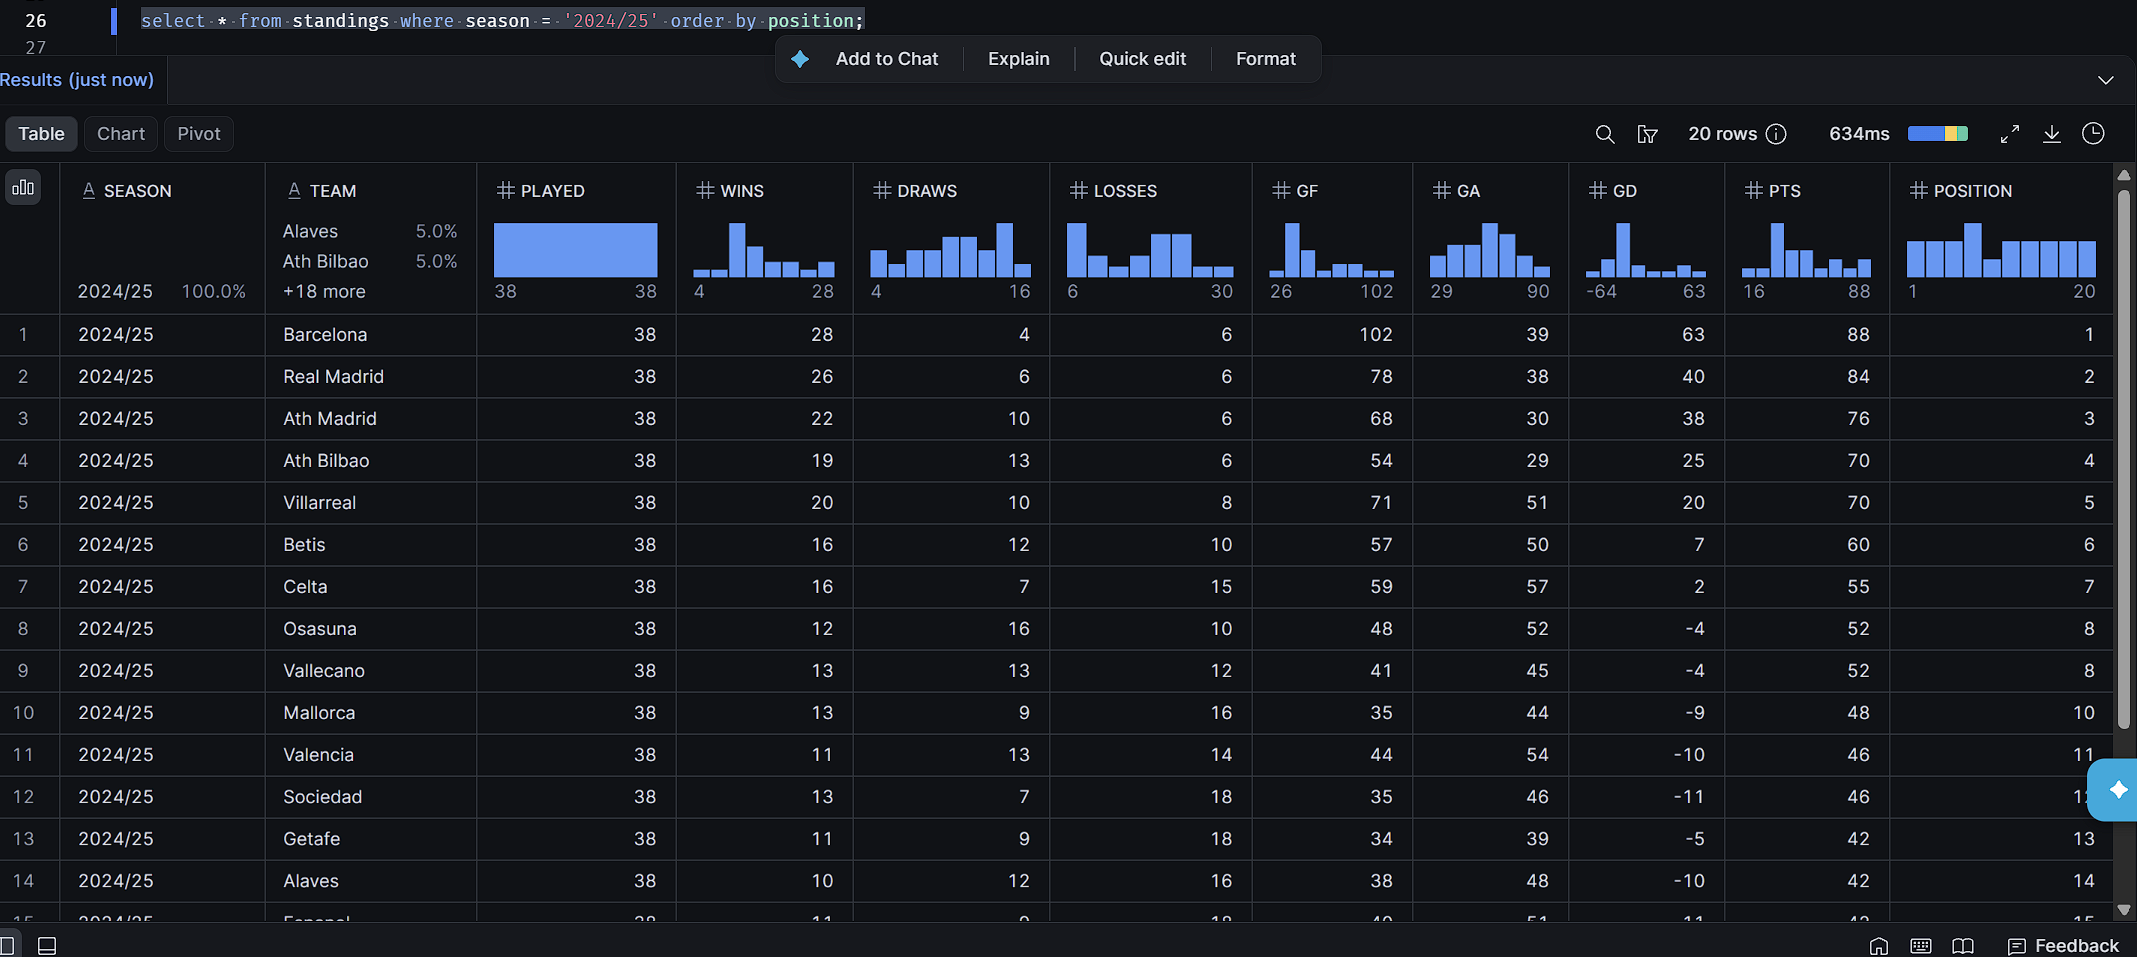 26 select * from standings where season = '2024/25' order by position;
27
Add to Chat Explain Quick edit Format
Results (just now)
Table Chart Pivot 20 rows 634ms
SEASON TEAM PLAYED WINS DRAWS LOSSES GF GA GD PTS POSITION
Alaves 5.0%
Ath Bilbao 5.0%
2024/25 100.0% +18 more 38 38 4 28 4 16 6 30 26 102 29 90 -64 63 16 88 1 20
1 2024/25 Barcelona 38 28 4 6 102 39 63 88 1
2 2024/25 Real Madrid 38 26 6 6 78 38 40 84 2
3 2024/25 Ath Madrid 38 22 10 6 68 30 38 76 3
4 2024/25 Ath Bilbao 38 19 13 6 54 29 25 70 4
5 2024/25 Villarreal 38 20 10 8 71 51 20 70 5
6 2024/25 Betis 38 16 12 10 57 50 7 60 6
7 2024/25 Celta 38 16 7 15 59 57 2 55 7
8 2024/25 Osasuna 38 12 16 10 48 52 -4 52 8
9 2024/25 Vallecano 38 13 13 12 41 45 -4 52 8
10 2024/25 Mallorca 38 13 9 16 35 44 -9 48 10
11 2024/25 Valencia 38 11 13 14 44 54 -10 46 11
12 2024/25 Sociedad 38 13 7 18 35 46 -11 46
13 2024/25 Getafe 38 11 9 18 34 39 -5 42 13
14 2024/25 Alaves 38 10 12 16 38 48 -10 42 14
15 2024/25 Espanol 38 11 9 18 40 51 -11 42 15
Feedback